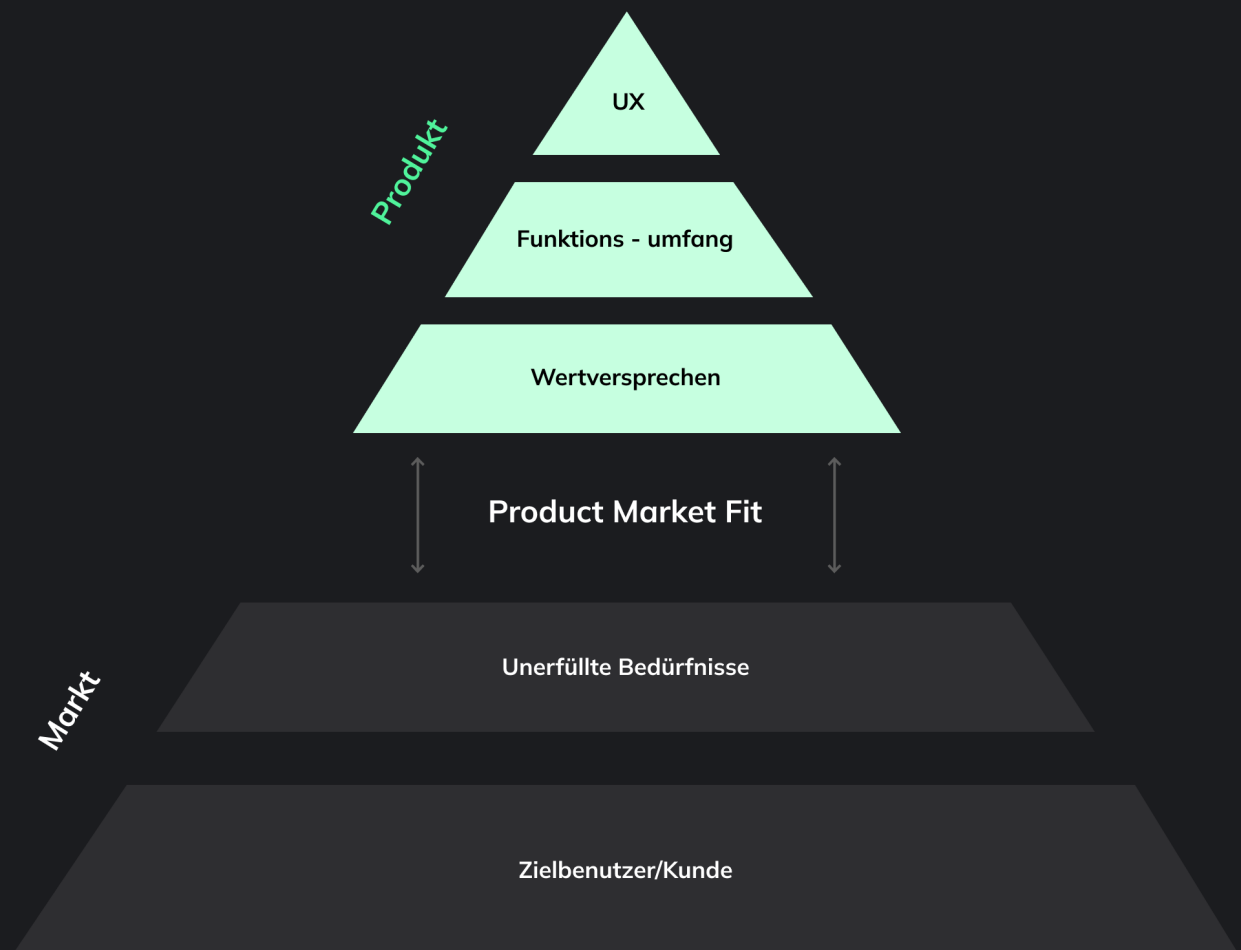 UX
Produkt
Funktions - umfang
Wertversprechen
Product Market Fit
Unerfüllte Bedürfnisse
Markt
Zielbenutzer/Kunde